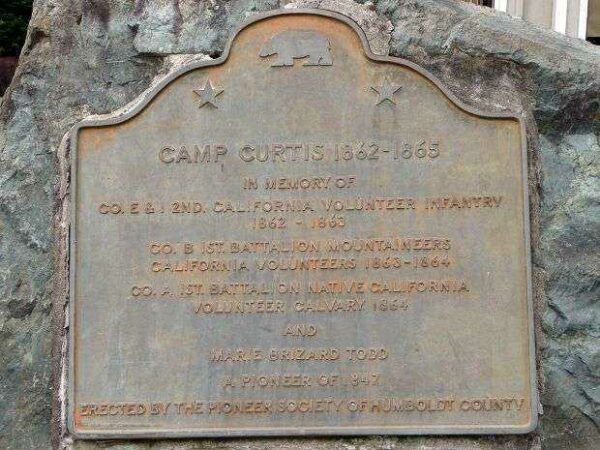 CAMP CURTIS 1862-1865
IN MEMORY OF
CO. E & I 2ND. CALIFORNIA VOLUNTEER INFANTRY
1862 - 1863
CO. B 1ST. BATTALION MOUNTAINEERS
CALIFORNIA VOLUNTEERS 1863-1864
CO. A 1ST. BATTALION NATIVE CALIFORNIA
VOLUNTEER CALVARY 1864
AND
MARIE BRIZARD TODD
A PIONEER OF
ERECTED BY THE PIONEER SOCIETY OF HUMBOLDT COUNTY